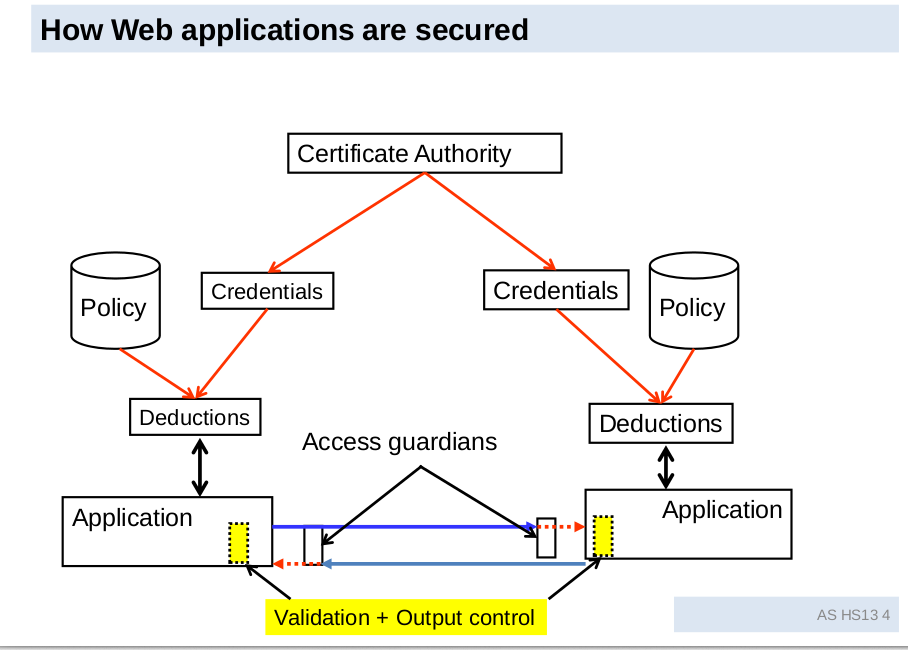 How Web applications are secured
Certificate Authority
Policy
Credentials
Credentials
Policy
Deductions
Deductions
Access guardians
Application
Application
Validation + Output control
AS HS13 4